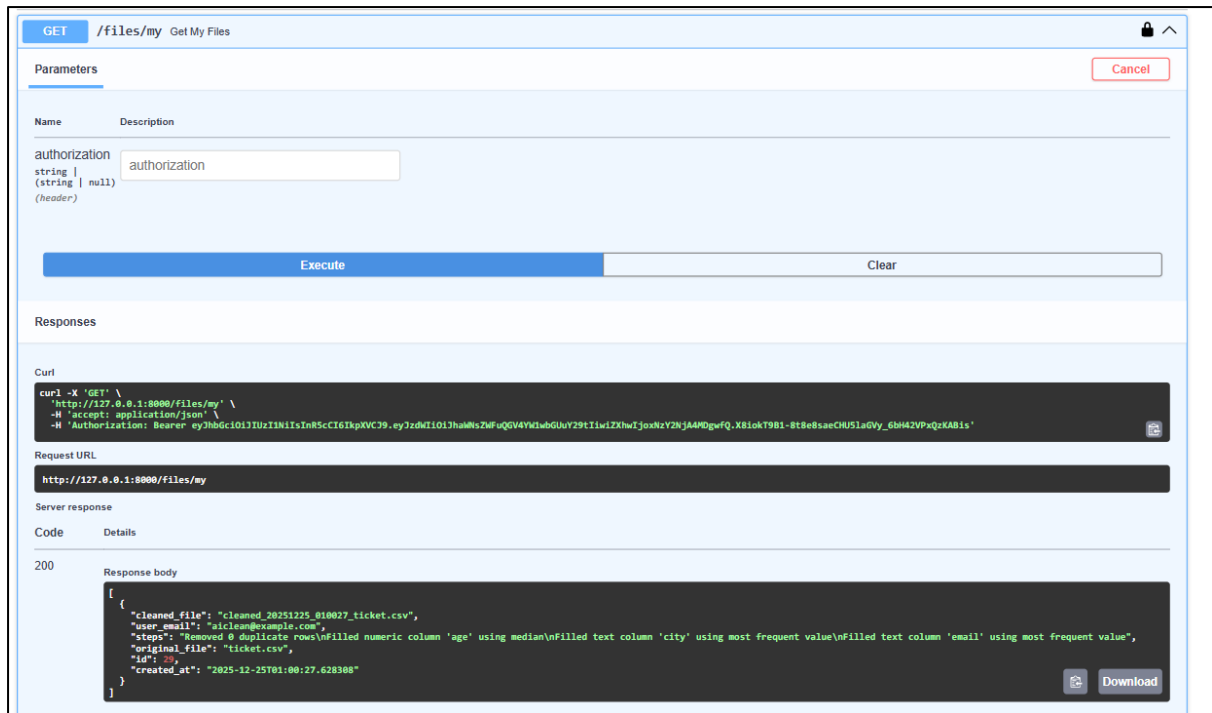 GET /files/my Get My Files
Parameters
Cancel
Name Description
authorization
string |
(string | null)
(header)
authorization
Execute
Clear
Responses
Curl
curl -X 'GET' \
'http://127.0.0.1:8000/files/my' \
-H 'accept: application/json' \
-H 'Authorization: Bearer eyJhbGciOiJIUzI1NiIsInR5cCI6IkpXVCJ9.eyJzdWIiOiJhaWNsZWFuQGV4YW1wbGUuY29tIiwiZXhwIjoxNzY2NjA4MDgwfQ.X8iokT9B1-8t8e8saeCHU5laGVy_6bH42VPxQzKABis'
Request URL
http://127.0.0.1:8000/files/my
Server response
Code Details
200
Response body
[
{
"cleaned_file": "cleaned_20251225_010027_ticket.csv",
"user_email": "aiclean@example.com",
"steps": "Removed 0 duplicate rows\nFilled numeric column 'age' using median\nFilled text column 'city' using most frequent value\nFilled text column 'email' using most frequent value",
"original_file": "ticket.csv",
"id": 29,
"created_at": "2025-12-25T01:00:27.628308"
}
]
Download